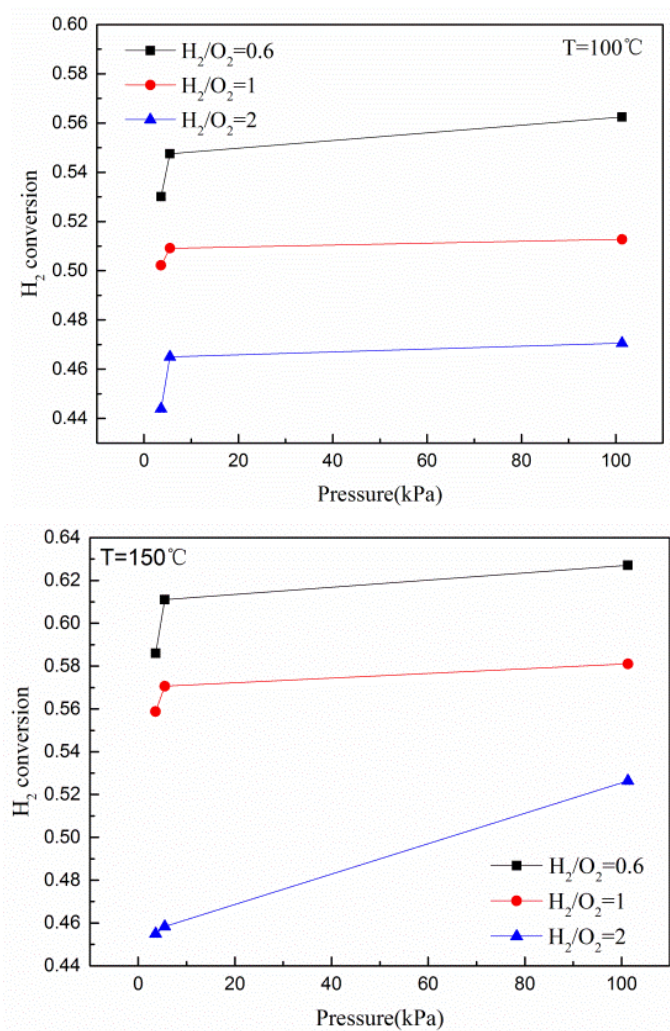 0.60
H₂/O₂=0.6
T=100℃
0.58
H₂/O₂=1
0.56
H₂/O₂=2
0.54
0.52
0.50
0.48
0.46
0.44
H₂ conversion
0 20 40 60 80 100
Pressure(kPa)
0.64
T=150℃
0.62
0.60
0.58
0.56
0.54
0.52
0.50
0.48
0.46
0.44
H₂ conversion
H₂/O₂=0.6
H₂/O₂=1
H₂/O₂=2
0 20 40 60 80 100
Pressure(kPa)